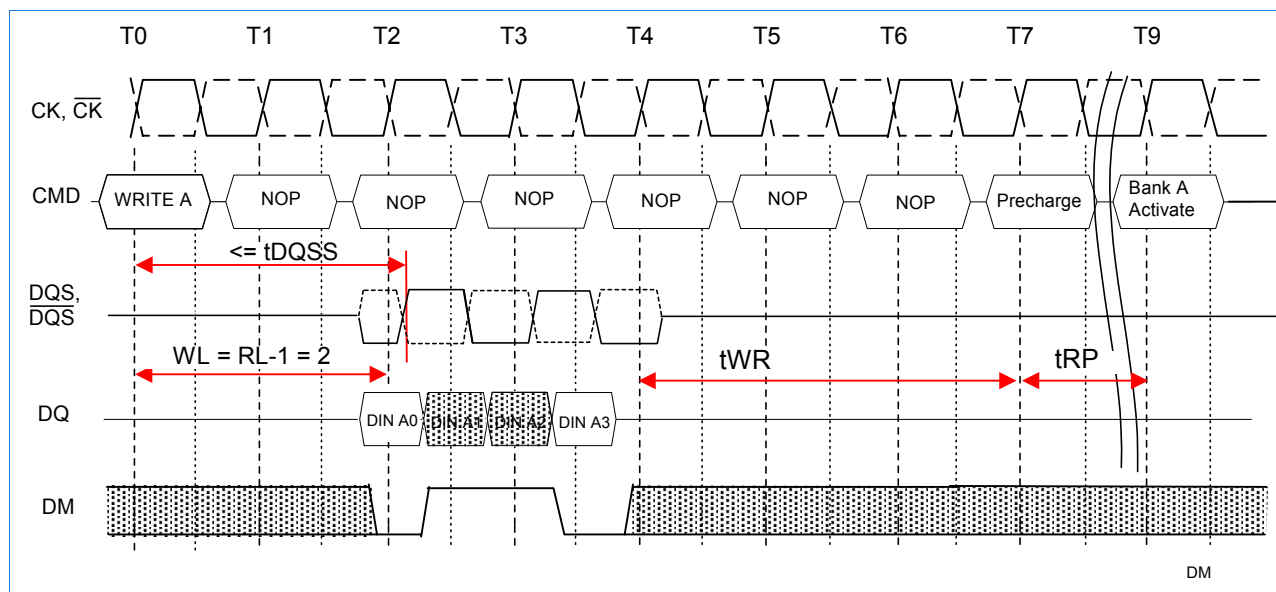 T0 T1 T2 T3 T4 T5 T6 T7 T9
CK, C̅K̅
CMD WRITE A NOP NOP NOP NOP NOP NOP Precharge Bank A
Activate
<= tDQSS
DQS,
D̅Q̅S̅
WL = RL-1 = 2 tWR tRP
DQ DIN A0 DIN A1 DIN A2 DIN A3
DM
DM